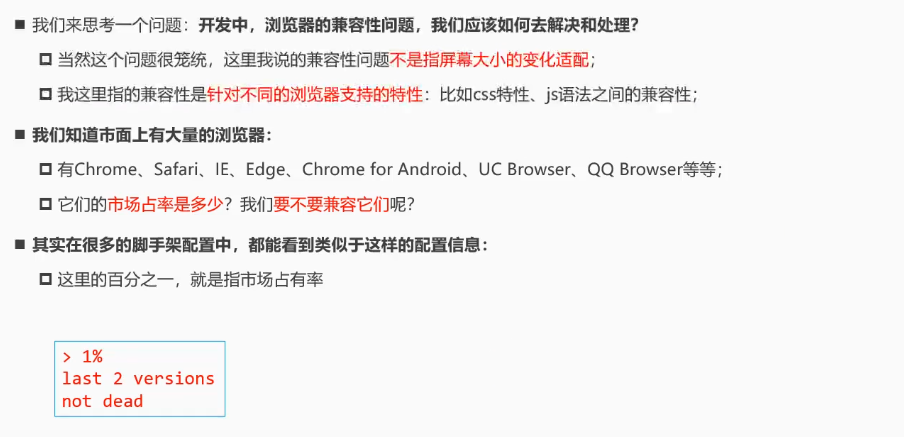 ■ 我们来思考一个问题：开发中，浏览器的兼容性问题，我们应该如何去解决和处理？
当然这个问题很笼统，这里我说的兼容性问题不是指屏幕大小的变化适配；
我这里指的兼容性是针对不同的浏览器支持的特性：比如css特性、js语法之间的兼容性；
■ 我们知道市面上有大量的浏览器：
有Chrome、Safari、IE、Edge、Chrome for Android、UC Browser、QQ Browser等等；
它们的市场占率是多少？我们要不要兼容它们呢？
■ 其实在很多的脚手架配置中，都能看到类似于这样的配置信息：
这里的百分之一，就是指市场占有率
> 1%
last 2 versions
not dead